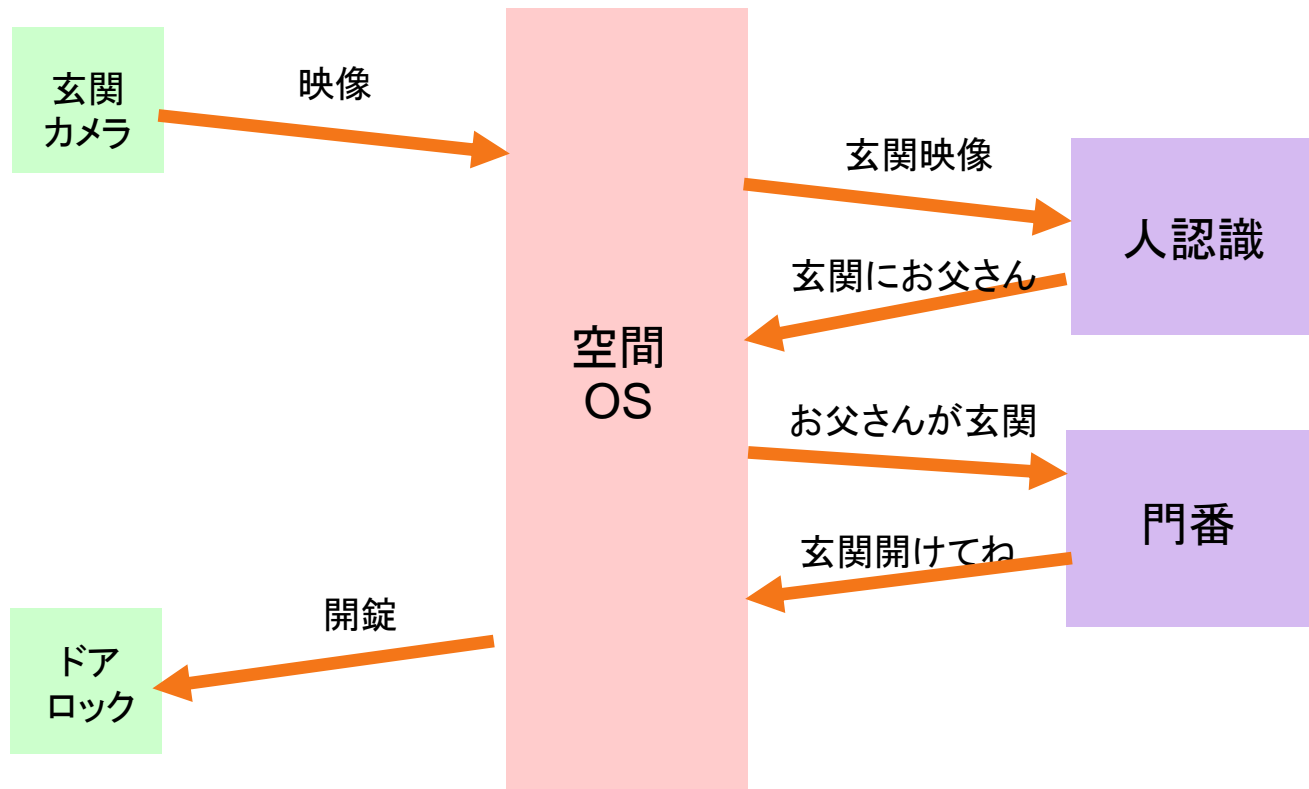 玄関
カメラ
映像
玄関映像
人認識
玄関にお父さん
空間
OS
お父さんが玄関
門番
玄関開けてね
開錠
ドア
ロック